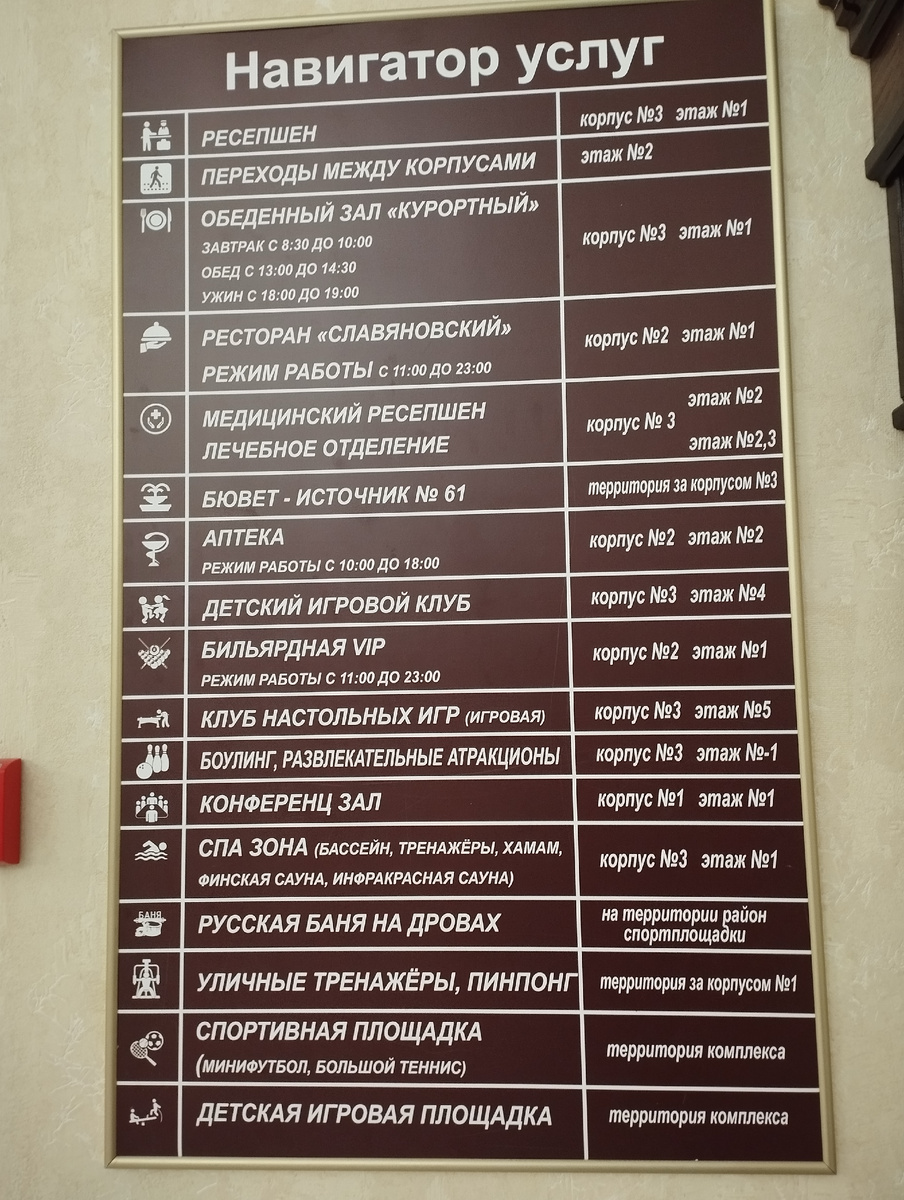 Навигатор услуг
РЕСЕПШЕН
корпус №3 этаж №1
ПЕРЕХОДЫ МЕЖДУ КОРПУСАМИ
этаж №2
ОБЕДЕННЫЙ ЗАЛ «КУРОРТНЫЙ»
ЗАВТРАК С 8:30 ДО 10:00
ОБЕД С 13:00 ДО 14:30
УЖИН С 18:00 ДО 19:00
корпус №3 этаж №1
РЕСТОРАН «СЛАВЯНОВСКИЙ»
РЕЖИМ РАБОТЫ С 11:00 ДО 23:00
корпус №2 этаж №1
МЕДИЦИНСКИЙ РЕСЕПШЕН
ЛЕЧЕБНОЕ ОТДЕЛЕНИЕ
этаж №2
корпус № 3
этаж №2,3
БЮВЕТ - ИСТОЧНИК № 61
территория за корпусом №3
АПТЕКА
РЕЖИМ РАБОТЫ С 10:00 ДО 18:00
корпус №2 этаж №2
ДЕТСКИЙ ИГРОВОЙ КЛУБ
корпус №3 этаж №4
БИЛЬЯРДНАЯ VIP
РЕЖИМ РАБОТЫ С 11:00 ДО 23:00
корпус №2 этаж №1
КЛУБ НАСТОЛЬНЫХ ИГР (ИГРОВАЯ)
корпус №3 этаж №5
БОУЛИНГ, РАЗВЛЕКАТЕЛЬНЫЕ АТРАКЦИОНЫ
корпус №3 этаж №-1
КОНФЕРЕНЦ ЗАЛ
корпус №1 этаж №1
СПА ЗОНА (БАССЕЙН, ТРЕНАЖЁРЫ, ХАМАМ,
ФИНСКАЯ САУНА, ИНФРАКРАСНАЯ САУНА)
корпус №3 этаж №1
БАНЯ
РУССКАЯ БАНЯ НА ДРОВАХ
на территории район
спортплощадки
УЛИЧНЫЕ ТРЕНАЖЁРЫ, ПИНПОНГ
территория за корпусом №1
СПОРТИВНАЯ ПЛОЩАДКА
(МИНИФУТБОЛ, БОЛЬШОЙ ТЕННИС)
территория комплекса
ДЕТСКАЯ ИГРОВАЯ ПЛОЩАДКА
территория комплекса